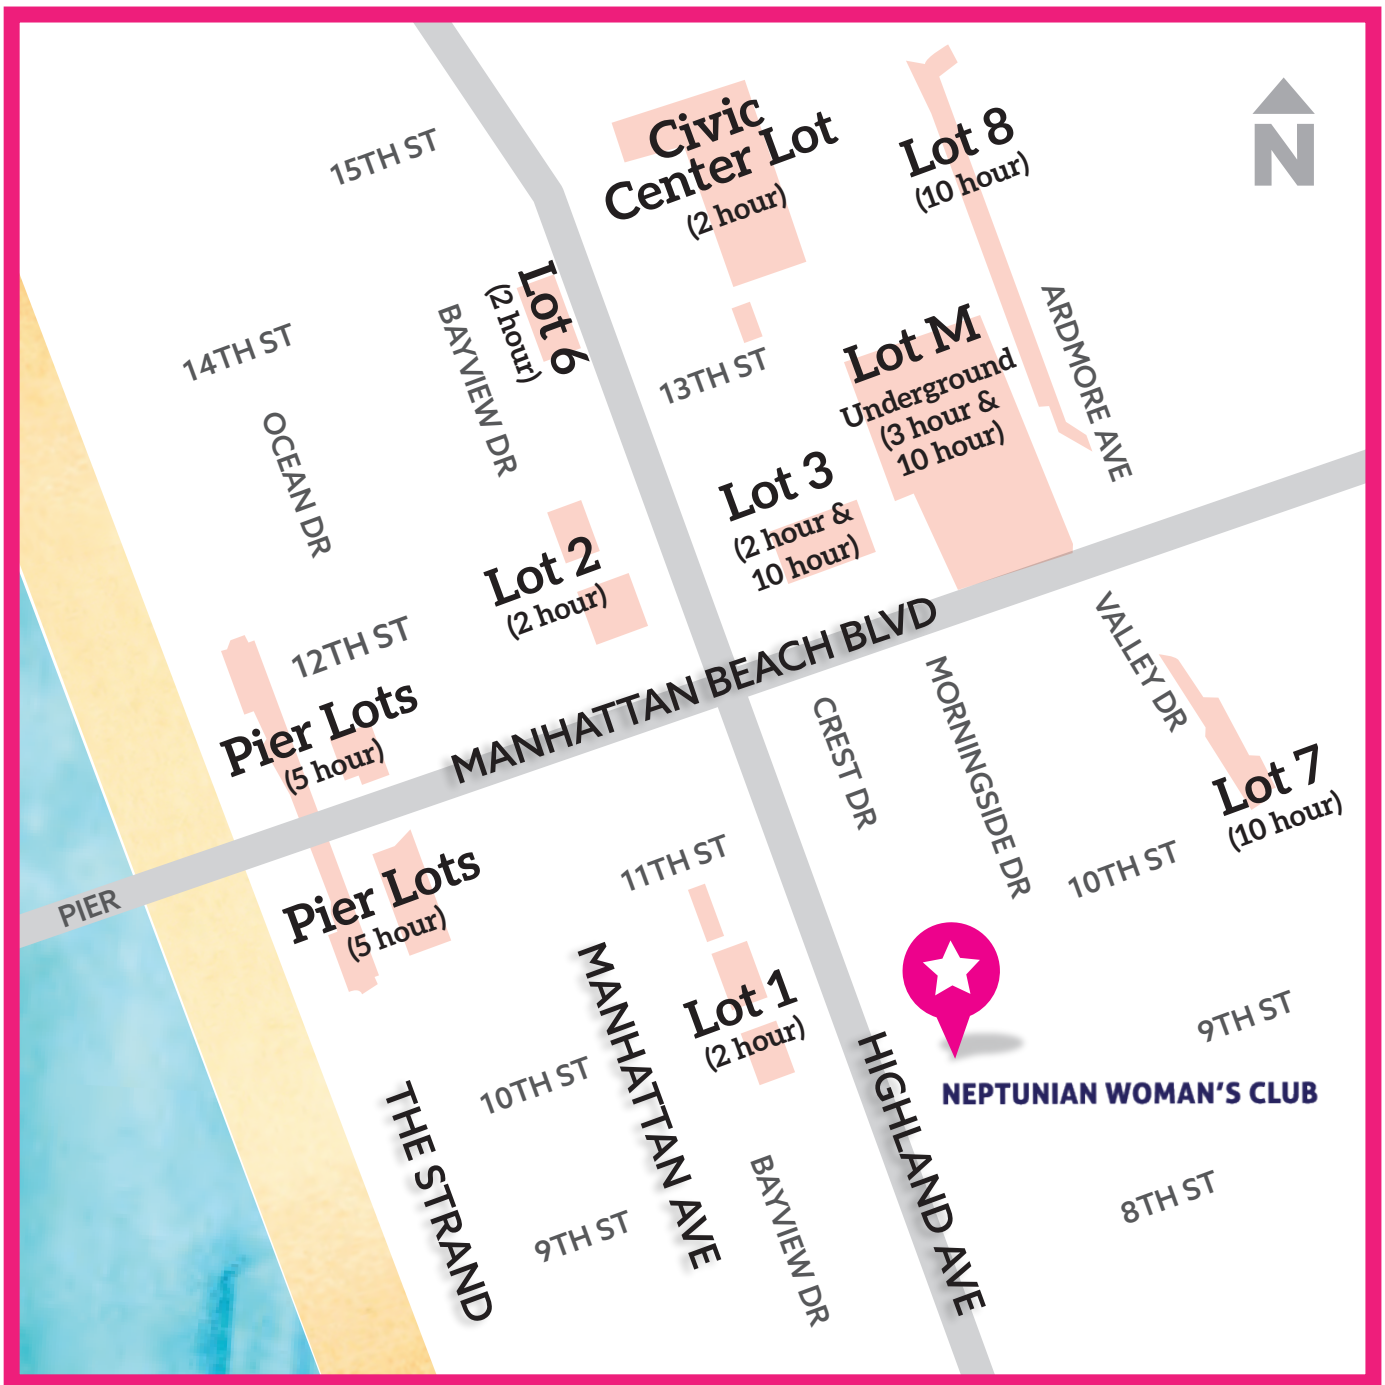 15TH ST
Civic
Center Lot
(2 hour)
Lot 8
(10 hour)
N
Lot 6
(2 hour)
BAYVIEW DR
14TH ST
OCEAN DR
13TH ST
Lot M
Underground
(3 hour &
10 hour)
ARDMORE AVE
Lot 3
(2 hour &
10 hour)
Lot 2
(2 hour)
12TH ST
Pier Lots
(5 hour)
MANHATTAN BEACH BLVD
VALLEY DR
MORNINGSIDE DR
CREST DR
Lot 7
(10 hour)
PIER
Pier Lots
(5 hour)
11TH ST
10TH ST
Lot 1
(2 hour)
MANHATTAN AVE
HIGHLAND AVE
9TH ST
NEPTUNIAN WOMAN'S CLUB
10TH ST
THE STRAND
9TH ST
BAYVIEW DR
8TH ST